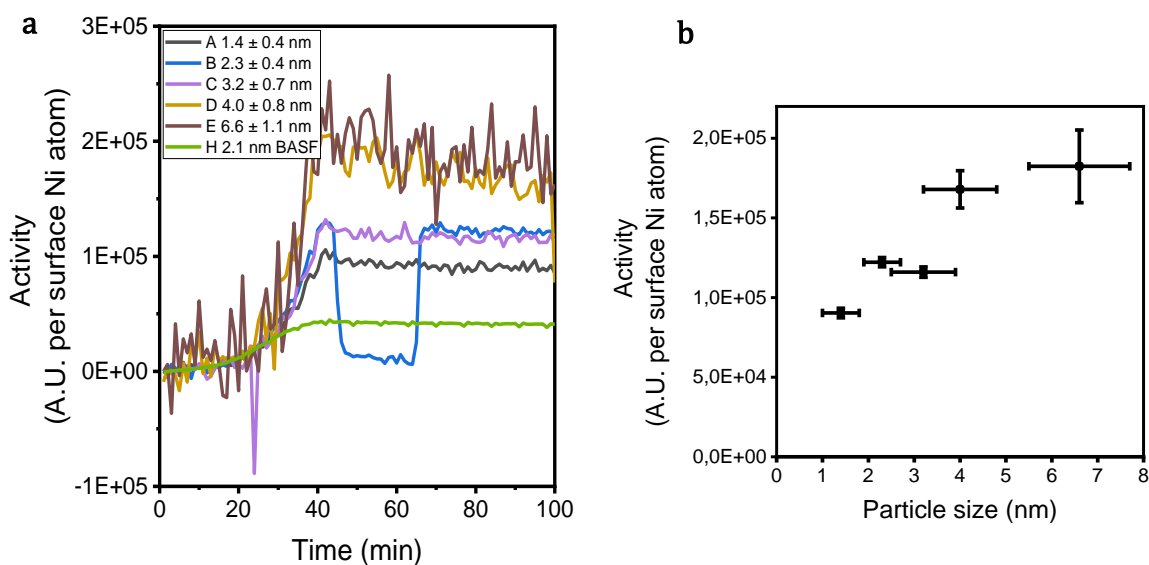 a
3E+05
2E+05
1E+05
0E+00
-1E+05
A 1.4 ± 0.4 nm
B 2.3 ± 0.4 nm
C 3.2 ± 0.7 nm
D 4.0 ± 0.8 nm
E 6.6 ± 1.1 nm
H 2.1 nm BASF
Activity
(A.U. per surface Ni atom)
0 20 40 60 80 100
Time (min)
b
2,0E+05
1,5E+05
1,0E+05
5,0E+04
0,0E+00
Activity
(A.U. per surface Ni atom)
0 1 2 3 4 5 6 7 8
Particle size (nm)